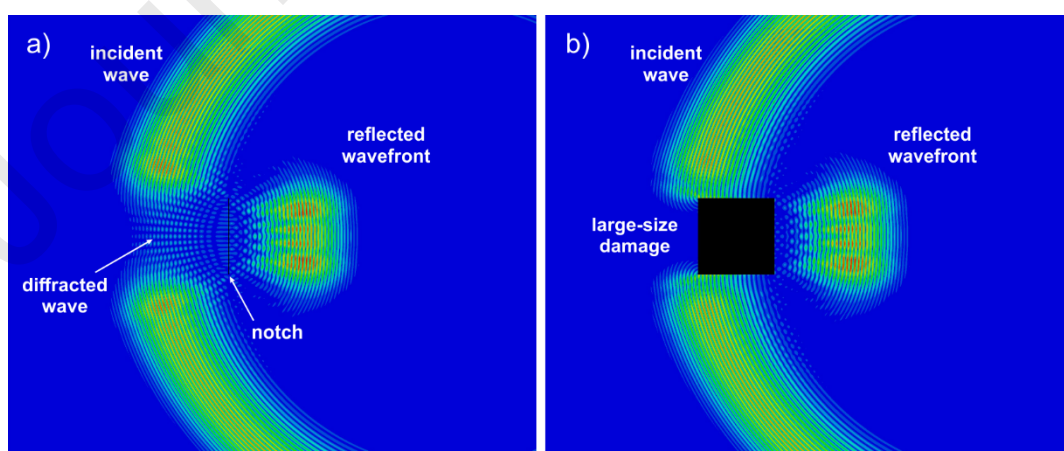 a)
incident
wave
reflected
wavefront
diffracted
wave
notch
b)
incident
wave
reflected
wavefront
large-size
damage